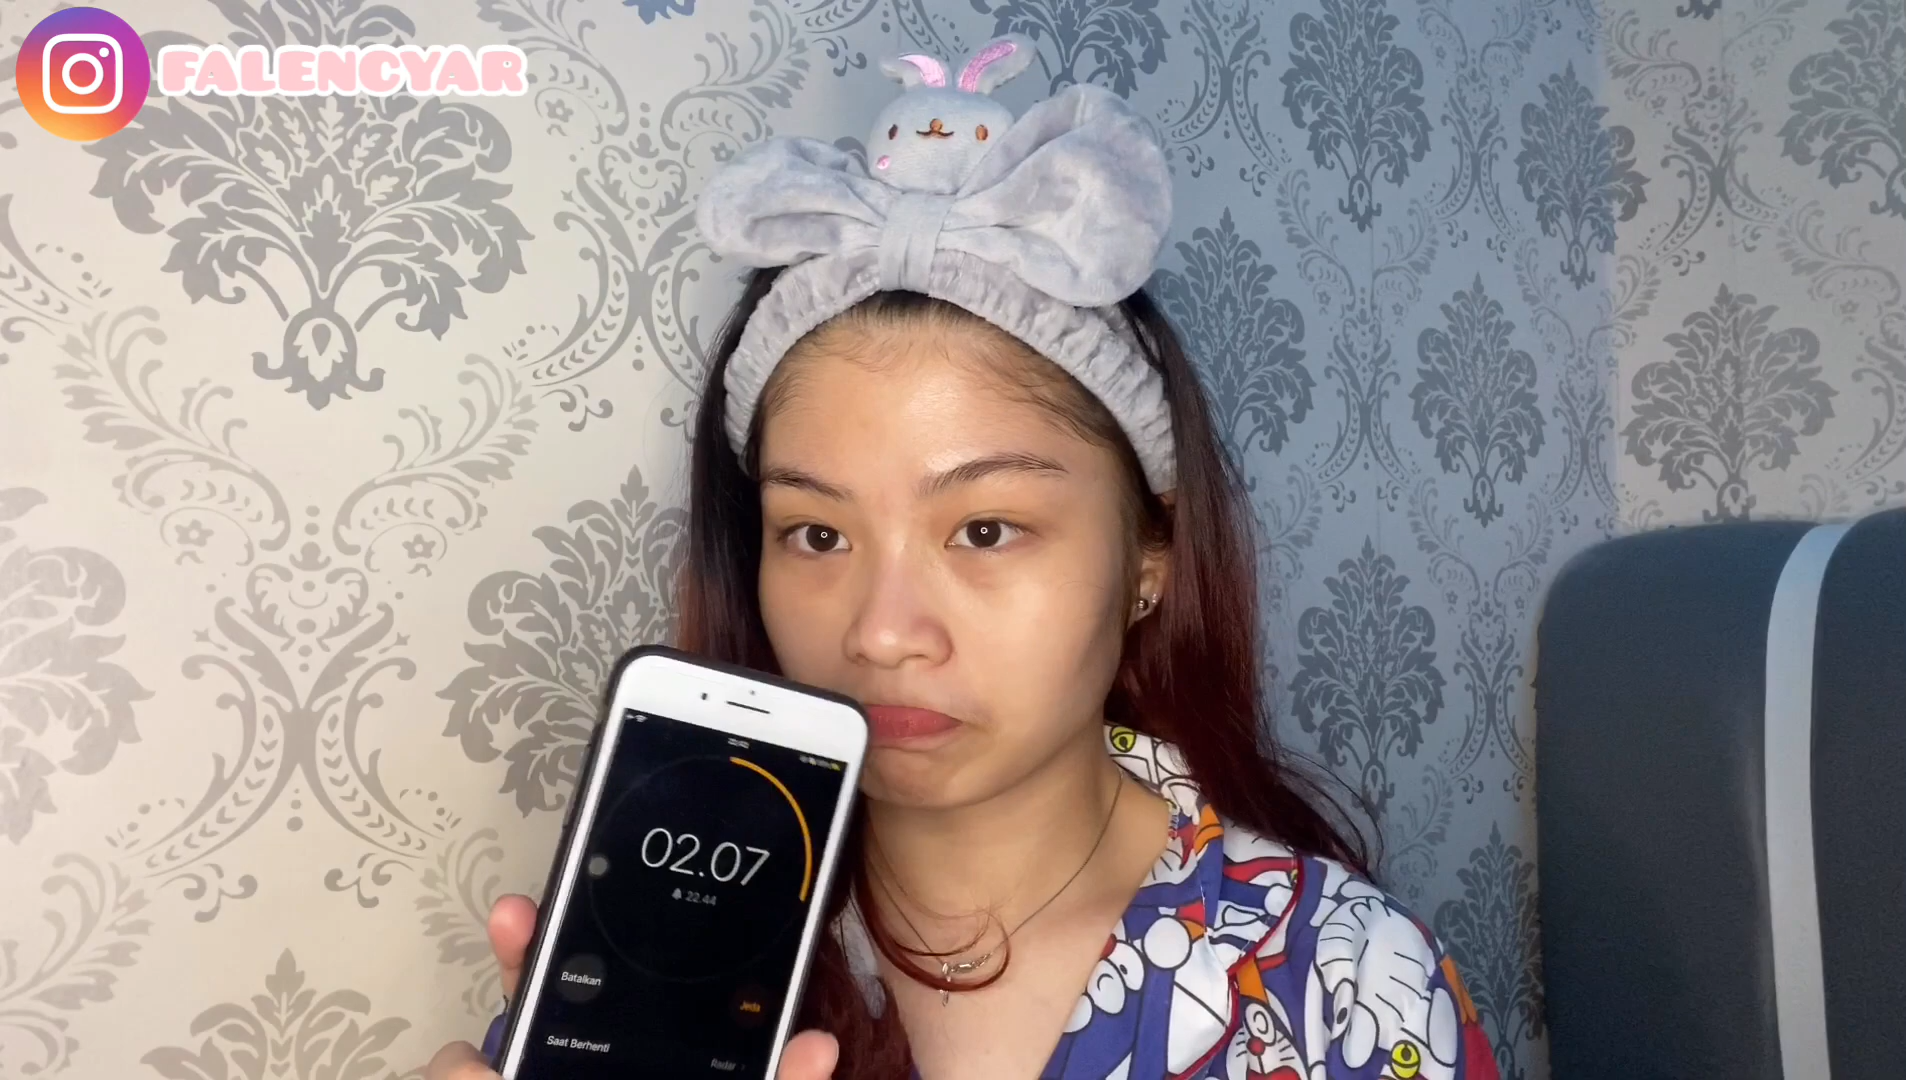 FALENCYAR
02.07
22.44
Batalkan
Jeda
Saat Berhenti
Radar